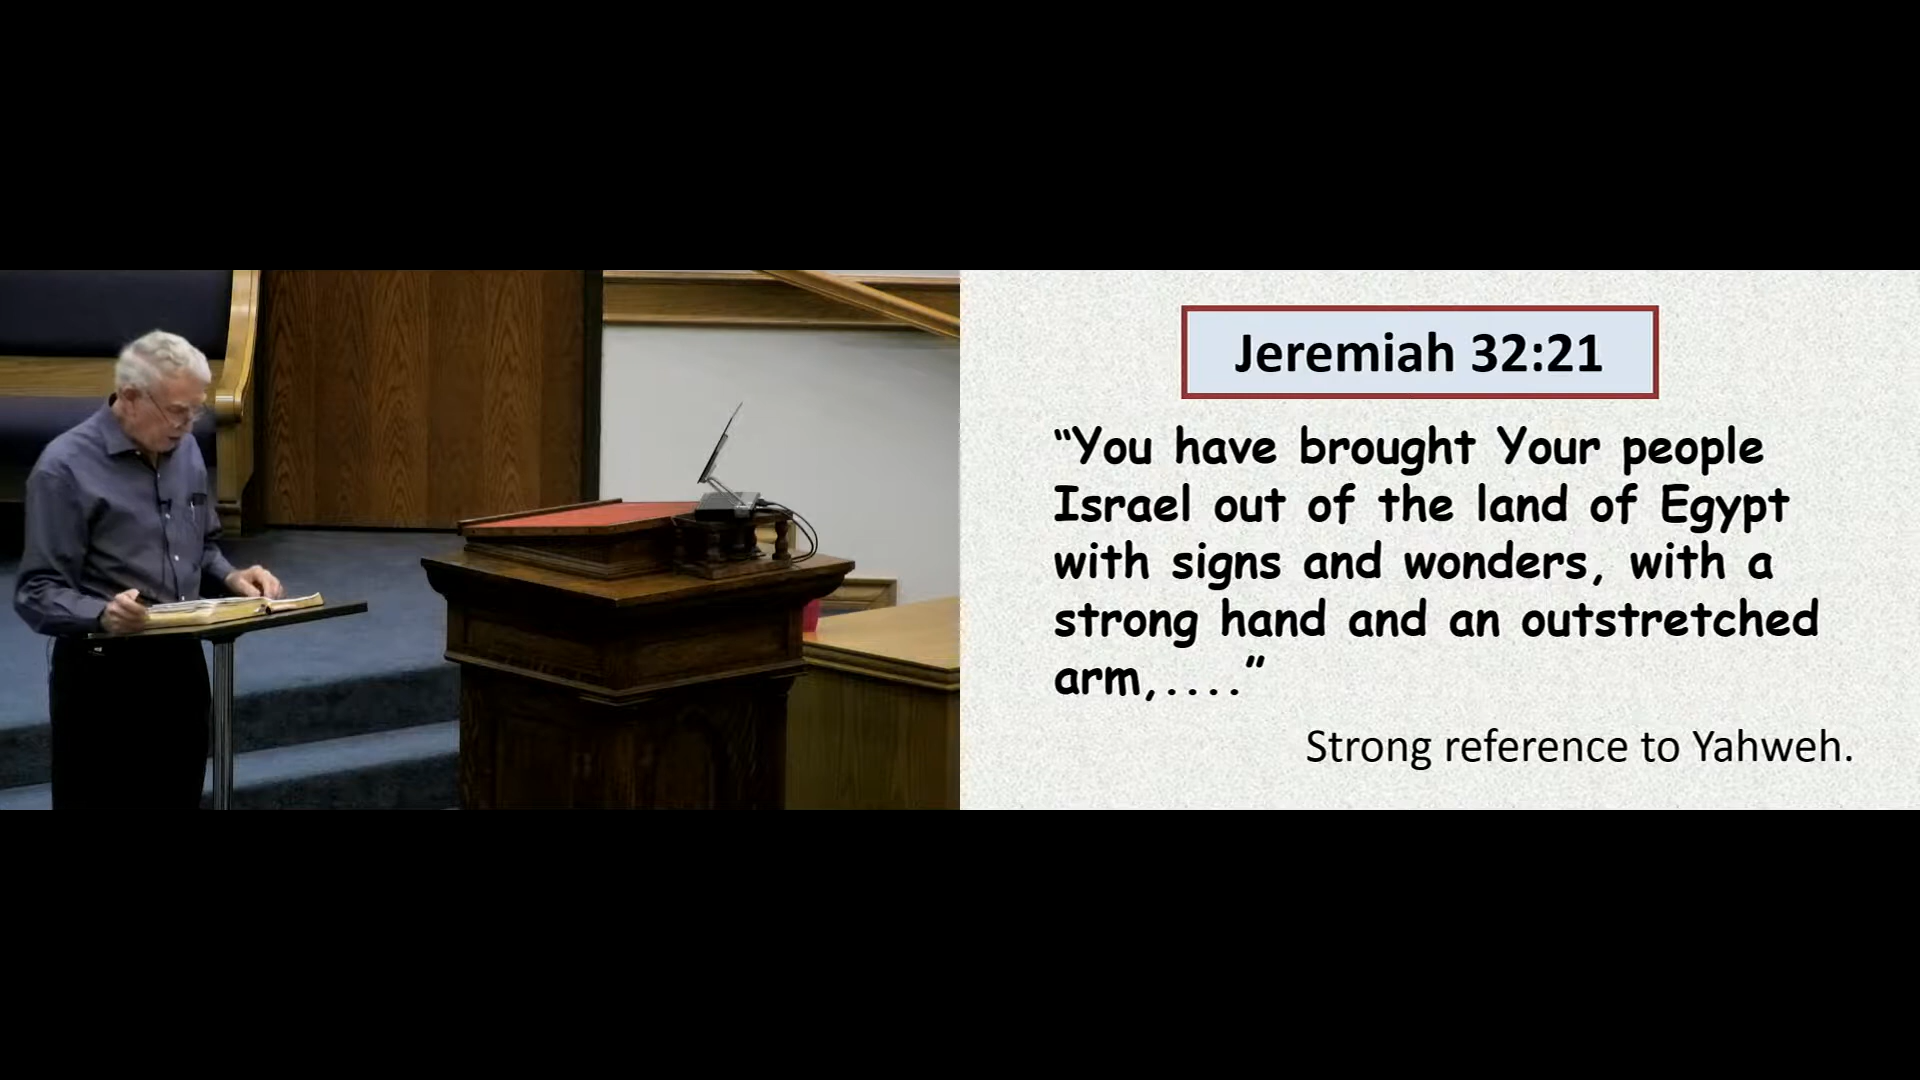 Jeremiah 32:21
“You have brought Your people
Israel out of the land of Egypt
with signs and wonders, with a
strong hand and an outstretched
arm,....”
Strong reference to Yahweh.